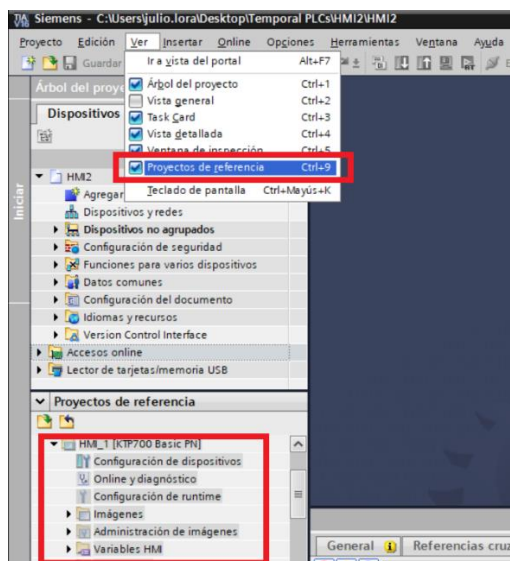 Siemens - C:\Users\julio.lora\Desktop\Temporal PLCs\HMI2\HMI2
Proyecto Edición Ver Insertar Online Opciones Herramientas Ventana Ayuda
Guardar
Ir a vista del portal Alt+F7
Árbol del proyecto Ctrl+1
Vista general Ctrl+2
Task Card Ctrl+3
Vista detallada Ctrl+4
Ventana de inspección Ctrl+5
Proyectos de referencia Ctrl+9
Teclado de pantalla Ctrl+Mayús+K
Árbol del proye
Dispositivos
Iniciar
HMI2
Agregar
Dispositivos y redes
Dispositivos no agrupados
Configuración de seguridad
Funciones para varios dispositivos
Datos comunes
Configuración del documento
Idiomas y recursos
Version Control Interface
Accesos online
Lector de tarjetas/memoria USB
Proyectos de referencia
HMI_1 [KTP700 Basic PN]
Configuración de dispositivos
Online y diagnóstico
Configuración de runtime
Imágenes
Administración de imágenes
Variables HMI
General Referencias cruz